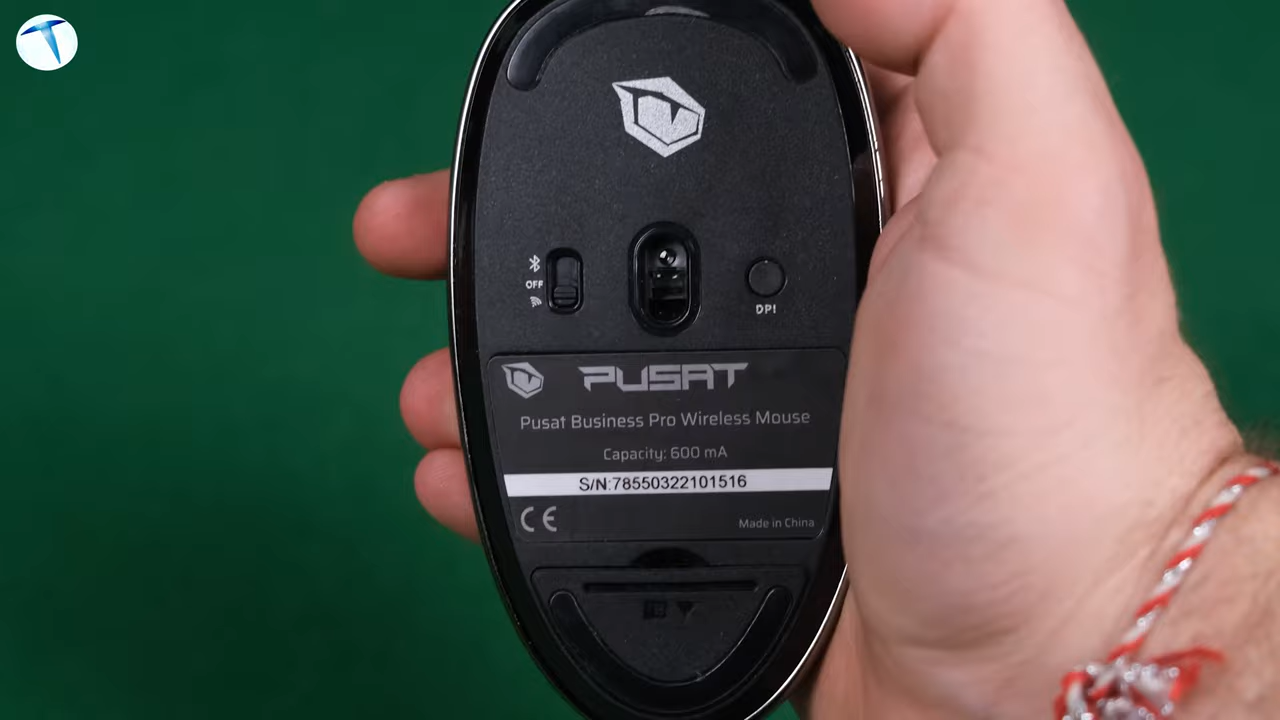 OFF
DPI
PUSAT
Pusat Business Pro Wireless Mouse
Capacity: 600 mA
S/N:78550322101516
CE
Made in China